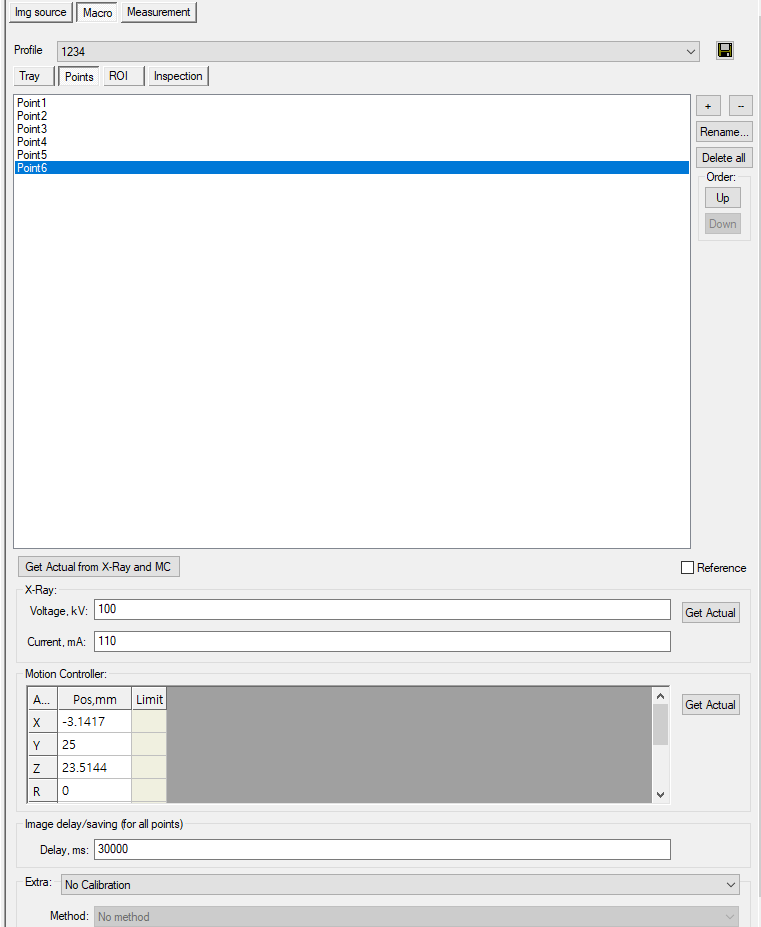 Img source Macro Measurement
Profile 1234
Tray Points ROI Inspection
Point1
Point2
Point3
Point4
Point5
Point6
+ --
Rename...
Delete all
Order:
Up
Down
Get Actual from X-Ray and MC
Reference
X-Ray:
Voltage, kV: 100
Get Actual
Current, mA: 110
Motion Controller:
A... Pos,mm Limit
Get Actual
X -3.1417
Y 25
Z 23.5144
R 0
Image delay/saving (for all points)
Delay, ms: 30000
Extra: No Calibration
Method: No method